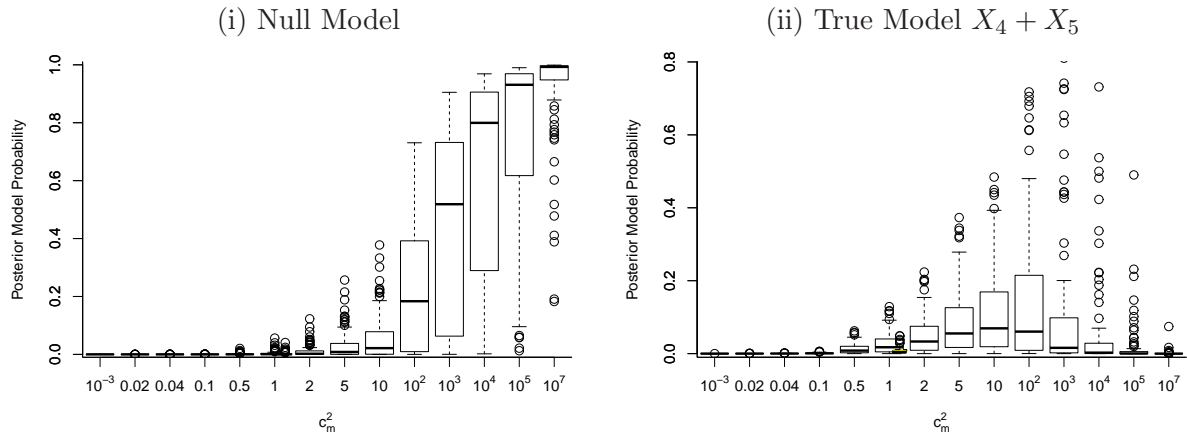 (i) Null Model
(ii) True Model X₄ + X₅
Posterior Model Probability
1.0
0.8
0.6
0.4
0.2
0.0
10⁻³ 0.02 0.04 0.1 0.5 1 2 5 10 10² 10³ 10⁴ 10⁵ 10⁷
c²ₘ
Posterior Model Probability
0.8
0.6
0.4
0.2
0.0
10⁻³ 0.02 0.04 0.1 0.5 1 2 5 10 10² 10³ 10⁴ 10⁵ 10⁷
c²ₘ